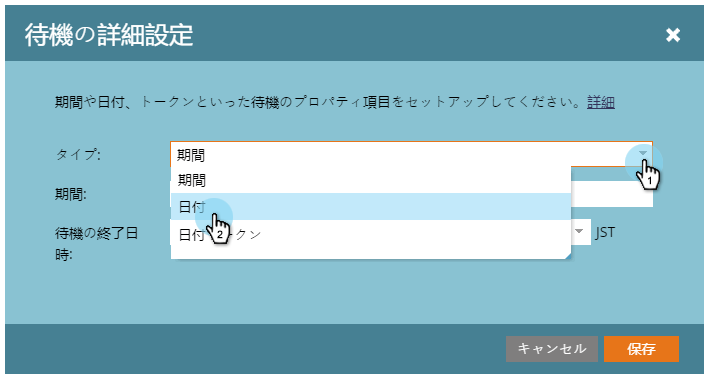 待機の詳細設定
期間や日付、トークンといった待機のプロパティ項目をセットアップしてください。詳細
タイプ: 期間
1
期間
期間:
日付
2
待機の終了日
時:
日付 ークン
JST
キャンセル 保存